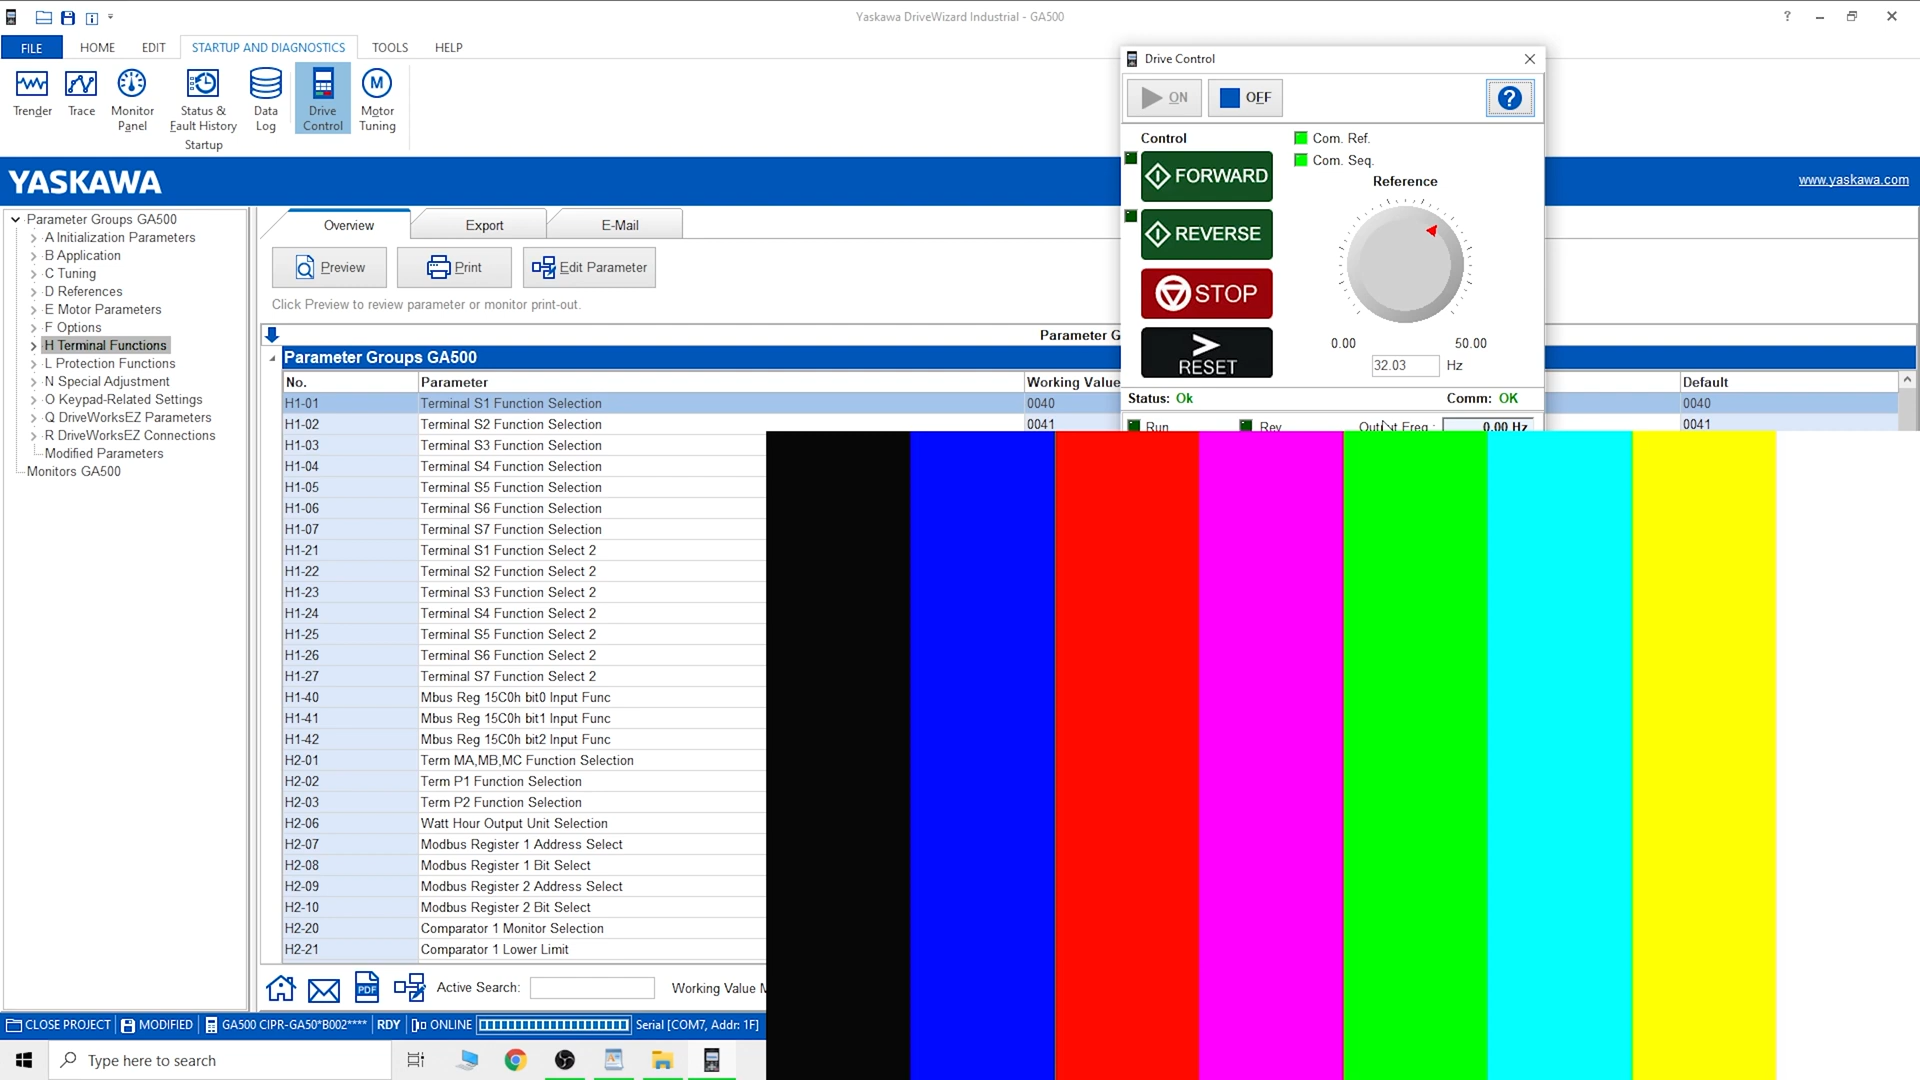 Yaskawa DriveWizard Industrial - GA500
FILE HOME EDIT STARTUP AND DIAGNOSTICS TOOLS HELP
Trender Trace Monitor Panel Status & Fault History Data Log Drive Control Motor Tuning
Startup
YASKAWA
www.yaskawa.com
Parameter Groups GA500
A Initialization Parameters
B Application
C Tuning
D References
E Motor Parameters
F Options
H Terminal Functions
L Protection Functions
N Special Adjustment
O Keypad-Related Settings
Q DriveWorksEZ Parameters
R DriveWorksEZ Connections
Modified Parameters
Monitors GA500
Overview Export E-Mail
Preview Print Edit Parameter
Click Preview to review parameter or monitor print-out.
Parameter G
Parameter Groups GA500
No. Parameter Working Value Default
H1-01 Terminal S1 Function Selection 0040 0040
H1-02 Terminal S2 Function Selection 0041 0041
H1-03 Terminal S3 Function Selection
H1-04 Terminal S4 Function Selection
H1-05 Terminal S5 Function Selection
H1-06 Terminal S6 Function Selection
H1-07 Terminal S7 Function Selection
H1-21 Terminal S1 Function Select 2
H1-22 Terminal S2 Function Select 2
H1-23 Terminal S3 Function Select 2
H1-24 Terminal S4 Function Select 2
H1-25 Terminal S5 Function Select 2
H1-26 Terminal S6 Function Select 2
H1-27 Terminal S7 Function Select 2
H1-40 Mbus Reg 15C0h bit0 Input Func
H1-41 Mbus Reg 15C0h bit1 Input Func
H1-42 Mbus Reg 15C0h bit2 Input Func
H2-01 Term MA,MB,MC Function Selection
H2-02 Term P1 Function Selection
H2-03 Term P2 Function Selection
H2-06 Watt Hour Output Unit Selection
H2-07 Modbus Register 1 Address Select
H2-08 Modbus Register 1 Bit Select
H2-09 Modbus Register 2 Address Select
H2-10 Modbus Register 2 Bit Select
H2-20 Comparator 1 Monitor Selection
H2-21 Comparator 1 Lower Limit
PDF Active Search: Working Value M
Drive Control
ON OFF ?
Control
Com. Ref.
Com. Seq.
Reference
FORWARD
REVERSE
STOP
RESET
0.00 50.00
32.03 Hz
Status: Ok Comm: OK
Run Rev Output Freq.: 0.00 Hz
CLOSE PROJECT MODIFIED GA500 CIPR-GA50*B002**** RDY ONLINE Serial [COM7, Addr: 1F]
Type here to search